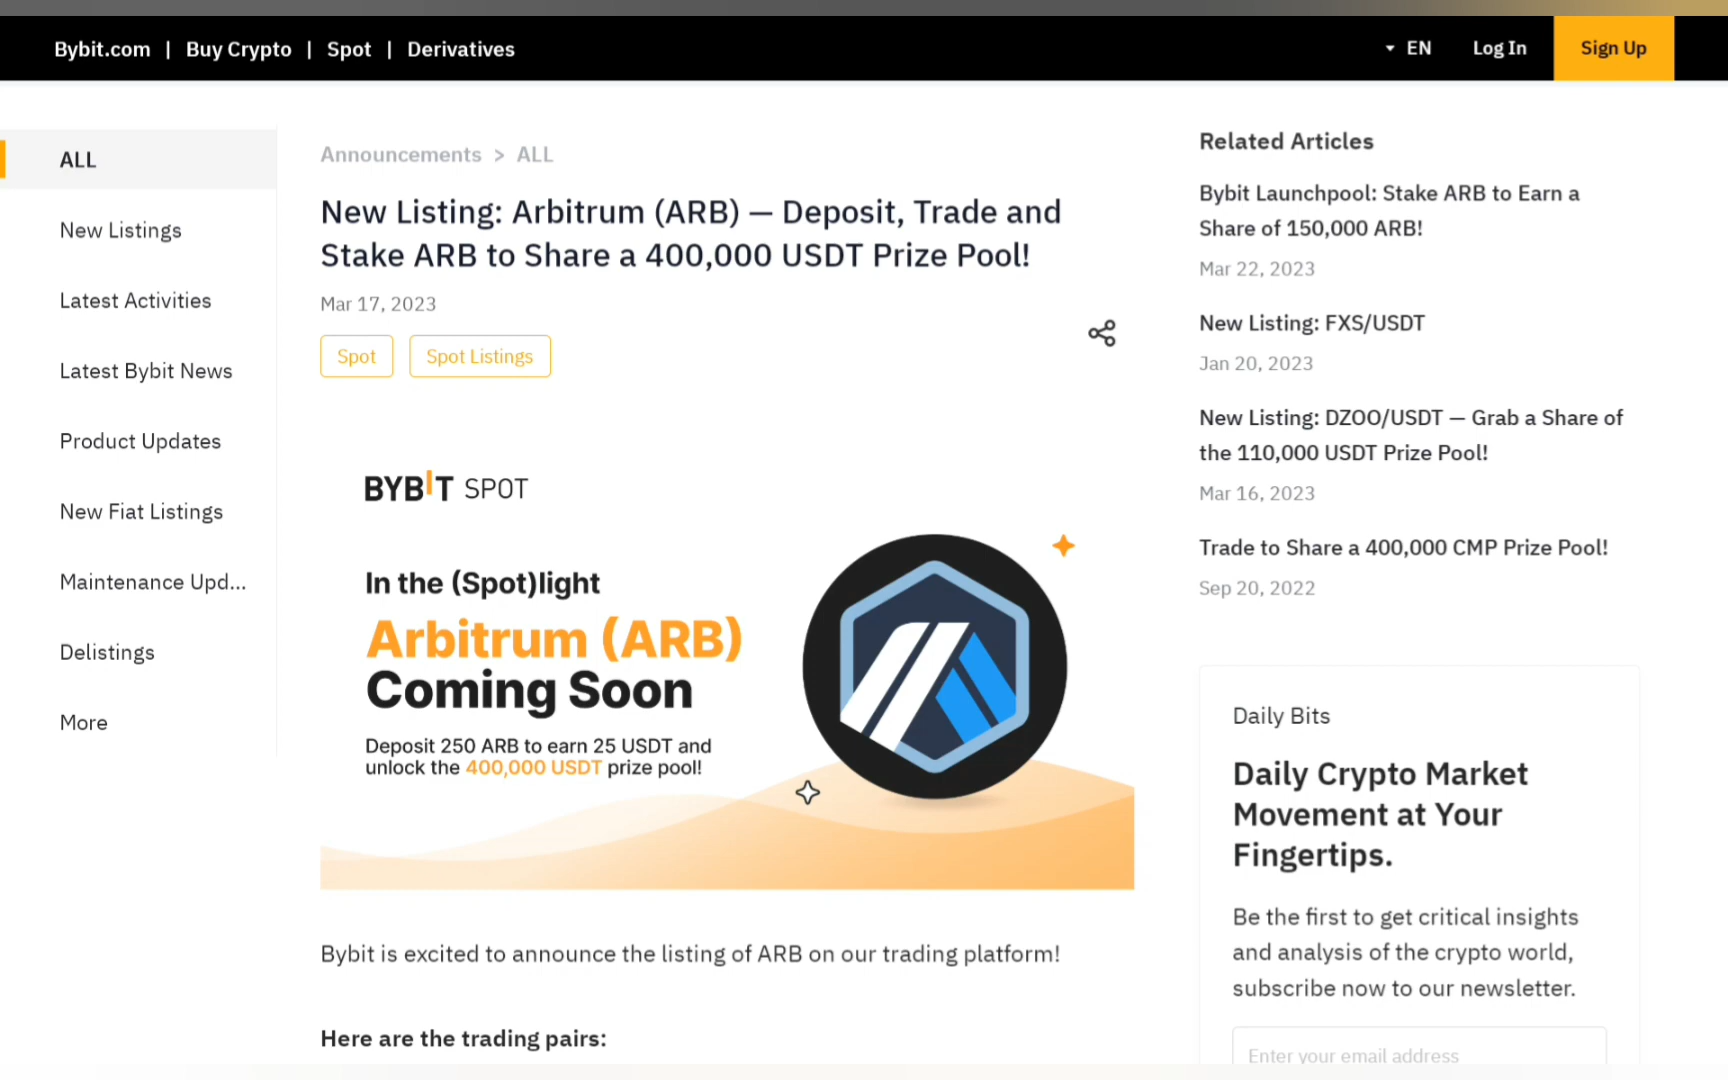 Bybit.com | Buy Crypto | Spot | Derivatives
EN Log In Sign Up
ALL
New Listings
Latest Activities
Latest Bybit News
Product Updates
New Fiat Listings
Maintenance Upd...
Delistings
More
Announcements > ALL
New Listing: Arbitrum (ARB) — Deposit, Trade and
Stake ARB to Share a 400,000 USDT Prize Pool!
Mar 17, 2023
Spot Spot Listings
BYBIT SPOT
In the (Spot)light
Arbitrum (ARB)
Coming Soon
Deposit 250 ARB to earn 25 USDT and
unlock the 400,000 USDT prize pool!
Bybit is excited to announce the listing of ARB on our trading platform!
Here are the trading pairs:
Related Articles
Bybit Launchpool: Stake ARB to Earn a
Share of 150,000 ARB!
Mar 22, 2023
New Listing: FXS/USDT
Jan 20, 2023
New Listing: DZOO/USDT — Grab a Share of
the 110,000 USDT Prize Pool!
Mar 16, 2023
Trade to Share a 400,000 CMP Prize Pool!
Sep 20, 2022
Daily Bits
Daily Crypto Market
Movement at Your
Fingertips.
Be the first to get critical insights
and analysis of the crypto world,
subscribe now to our newsletter.
Enter your email address